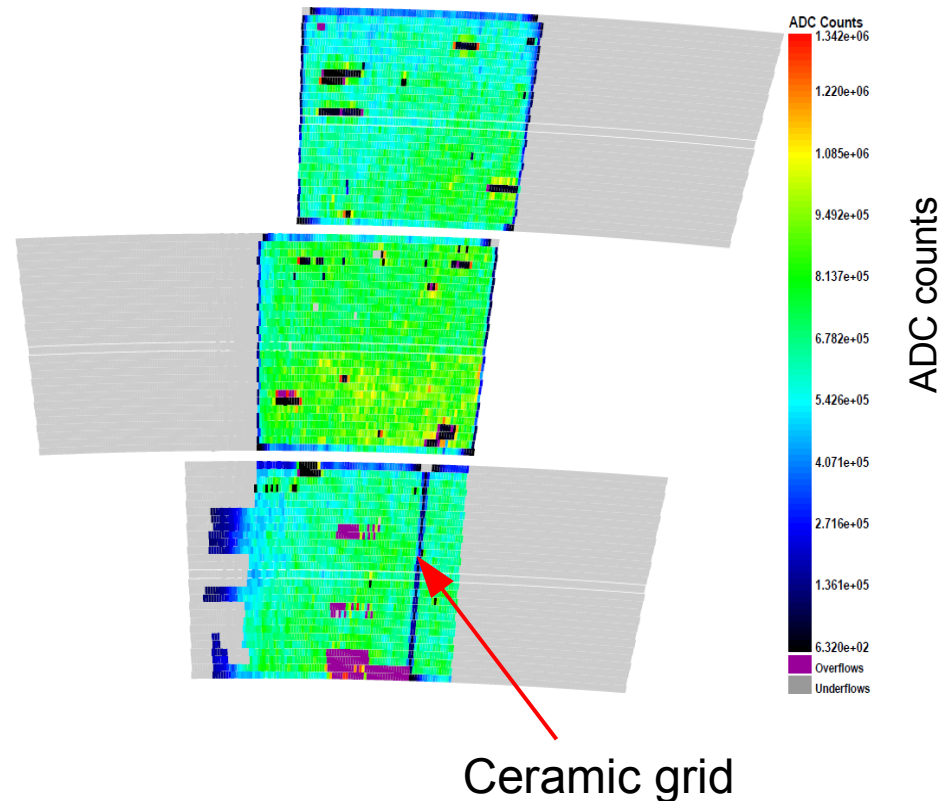 ADC Counts
1.342e+06
1.220e+06
1.085e+06
9.492e+05
8.137e+05
6.782e+05
5.426e+05
4.071e+05
2.716e+05
1.361e+05
6.320e+02
Overflows
Underflows
ADC counts
Ceramic grid